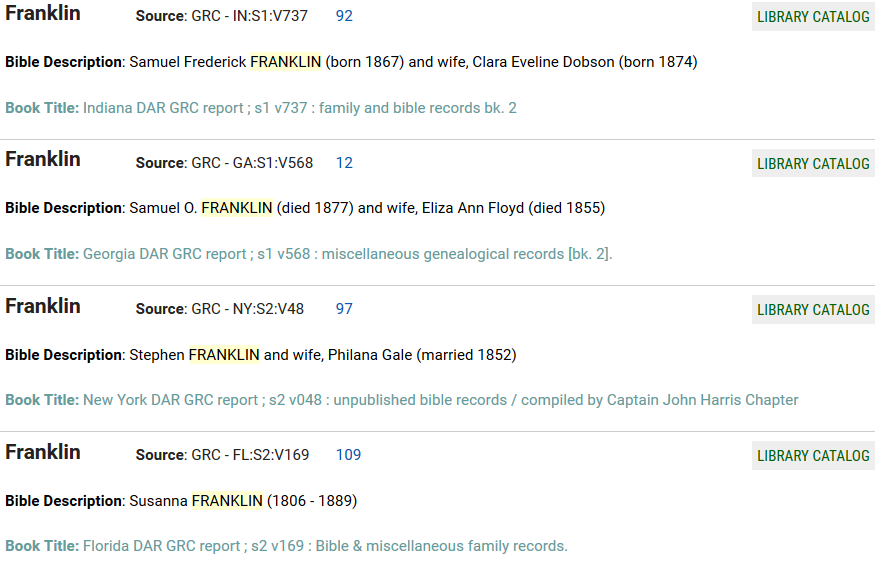 Franklin Source: GRC - IN:S1:V737 92 LIBRARY CATALOG
Bible Description: Samuel Frederick FRANKLIN (born 1867) and wife, Clara Eveline Dobson (born 1874)
Book Title: Indiana DAR GRC report ; s1 v737 : family and bible records bk. 2
Franklin Source: GRC - GA:S1:V568 12 LIBRARY CATALOG
Bible Description: Samuel O. FRANKLIN (died 1877) and wife, Eliza Ann Floyd (died 1855)
Book Title: Georgia DAR GRC report ; s1 v568 : miscellaneous genealogical records [bk. 2].
Franklin Source: GRC - NY:S2:V48 97 LIBRARY CATALOG
Bible Description: Stephen FRANKLIN and wife, Philana Gale (married 1852)
Book Title: New York DAR GRC report ; s2 v048 : unpublished bible records / compiled by Captain John Harris Chapter
Franklin Source: GRC - FL:S2:V169 109 LIBRARY CATALOG
Bible Description: Susanna FRANKLIN (1806 - 1889)
Book Title: Florida DAR GRC report ; s2 v169 : Bible & miscellaneous family records.